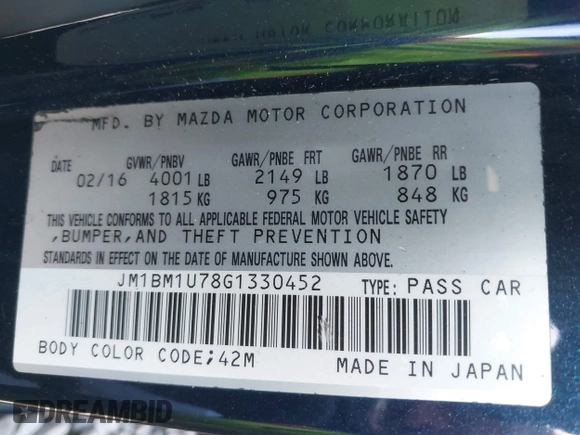 MFD. BY MAZDA MOTOR CORPORATION
DATE GVWR/PNBV GAWR/PNBE FRT GAWR/PNBE RR
02/16 4001 LB 2149 LB 1870 LB
1815 KG 975 KG 848 KG
THIS VEHICLE CONFORMS TO ALL APPLICABLE FEDERAL MOTOR VEHICLE SAFETY
,BUMPER,AND THEFT PREVENTION
STANDARDS IN EFFECT ON THE DATE OF MANUFACTURE SHOWN ABOVE.
JM1BM1U78G1330452 TYPE: PASS CAR
BODY COLOR CODE;42M MADE IN JAPAN
DREAMBID